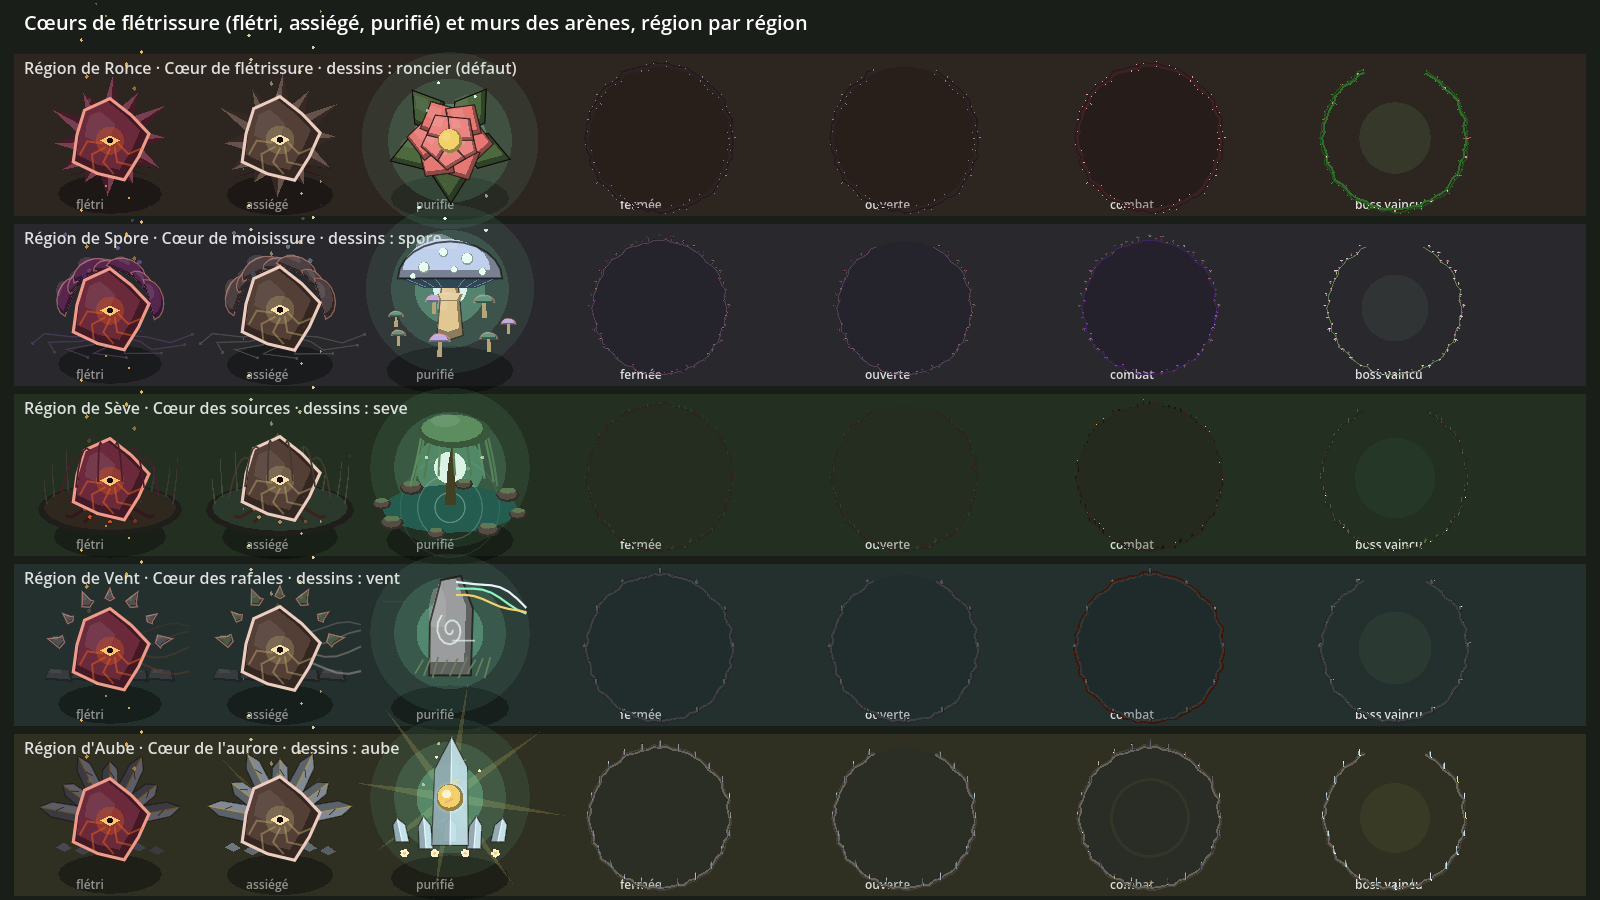 Cœurs de flétrissure (flétri, assiégé, purifié) et murs des arènes, région par région
Région de Ronce · Cœur de flétrissure · dessins : roncier (défaut)
flétri assiégé purifié fermée ouverte combat boss vaincu
Région de Spore · Cœur de moisissure · dessins : spore
flétri assiégé purifié fermée ouverte combat boss vaincu
Région de Sève · Cœur des sources · dessins : seve
flétri assiégé purifié fermée ouverte combat boss vaincu
Région de Vent · Cœur des rafales · dessins : vent
flétri assiégé purifié fermée ouverte combat boss vaincu
Région d'Aube · Cœur de l'aurore · dessins : aube
flétri assiégé purifié fermée ouverte combat boss vaincu